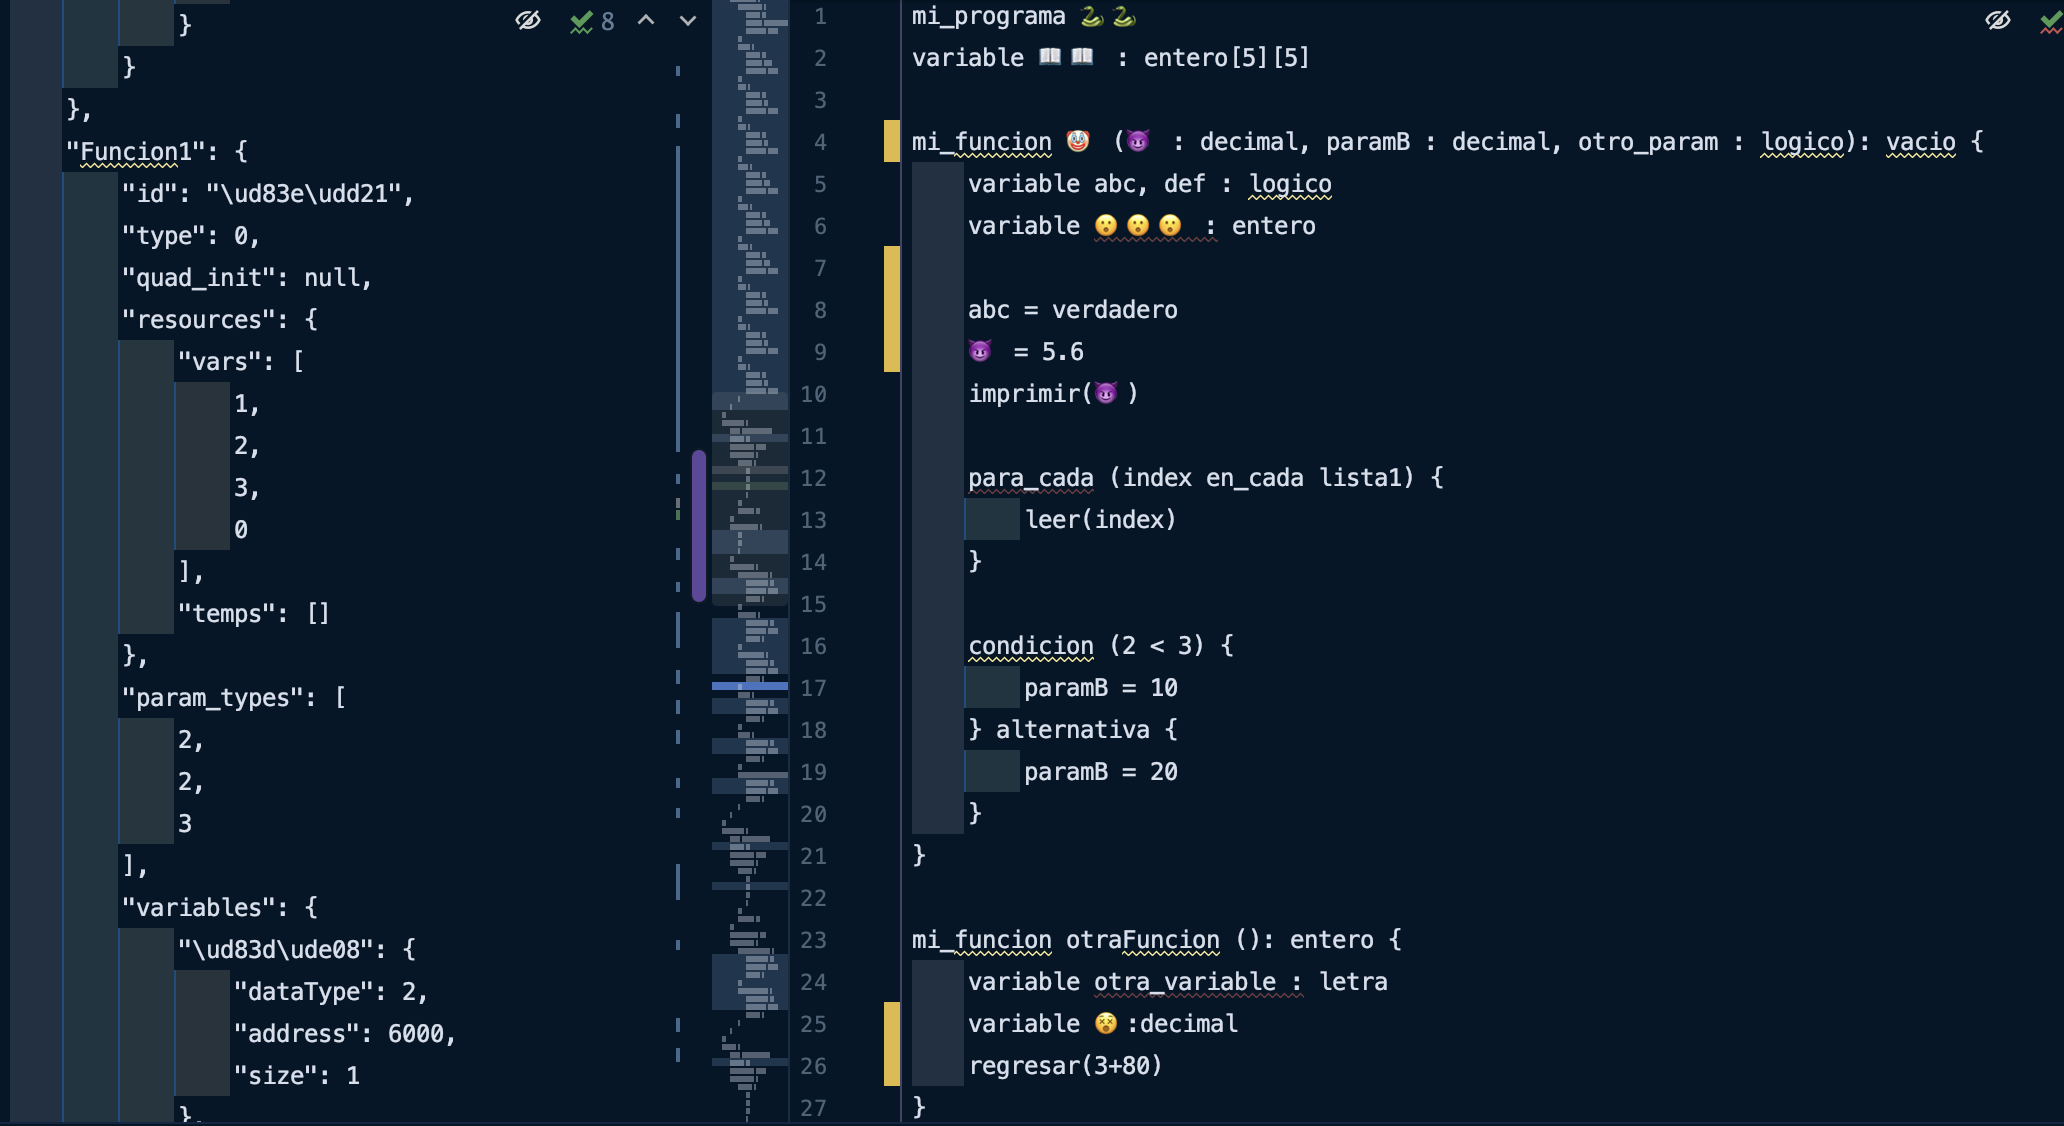 }
}
},
"Funcion1": {
"id": "\ud83e\udd21",
"type": 0,
"quad_init": null,
"resources": {
"vars": [
1,
2,
3,
0
],
"temps": []
},
"param_types": [
2,
2,
3
],
"variables": {
"\ud83d\ude08": {
"dataType": 2,
"address": 6000,
"size": 1
},
8
1 mi_programa 🐍🐍
2 variable 📖📖 : entero[5][5]
3
4 mi_funcion 🤡 (😈 : decimal, paramB : decimal, otro_param : logico): vacio {
5 variable abc, def : logico
6 variable 😮😮😮 : entero
7
8 abc = verdadero
9 😈 = 5.6
10 imprimir(😈)
11
12 para_cada (index en_cada lista1) {
13 leer(index)
14 }
15
16 condicion (2 < 3) {
17 paramB = 10
18 } alternativa {
19 paramB = 20
20 }
21 }
22
23 mi_funcion otraFuncion (): entero {
24 variable otra_variable : letra
25 variable 😵:decimal
26 regresar(3+80)
27 }